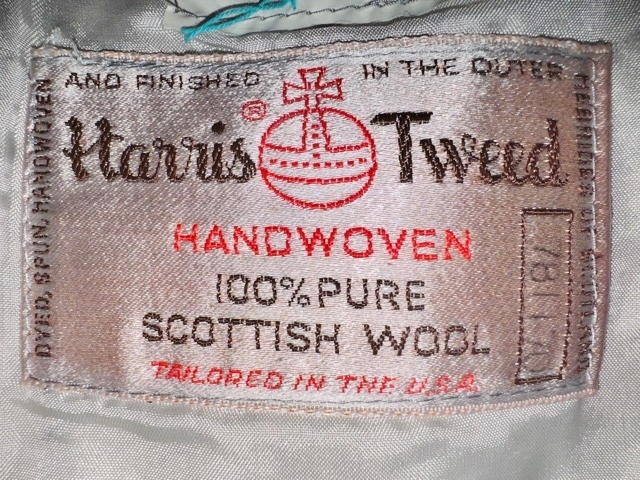 DYED, SPUN, HANDWOVEN
AND FINISHED IN THE OUTER
HEBRIDES OF SCOTLAND
Harris® Tweed
HANDWOVEN
100% PURE
SCOTTISH WOOL
TAILORED IN THE U.S.A.